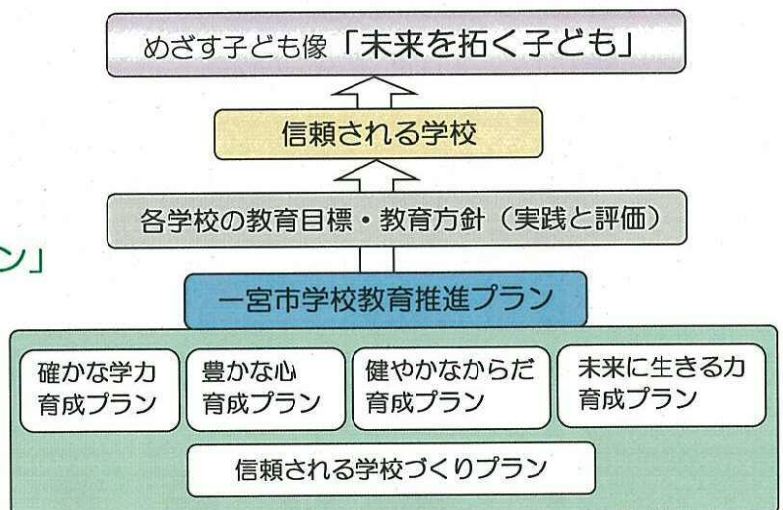 めざす子ども像「未来を拓く子ども」
信頼される学校
各学校の教育目標・教育方針（実践と評価）
ン」
一宮市学校教育推進プラン
確かな学力
育成プラン
豊かな心
育成プラン
健やかなからだ
育成プラン
未来に生きる力
育成プラン
信頼される学校づくりプラン